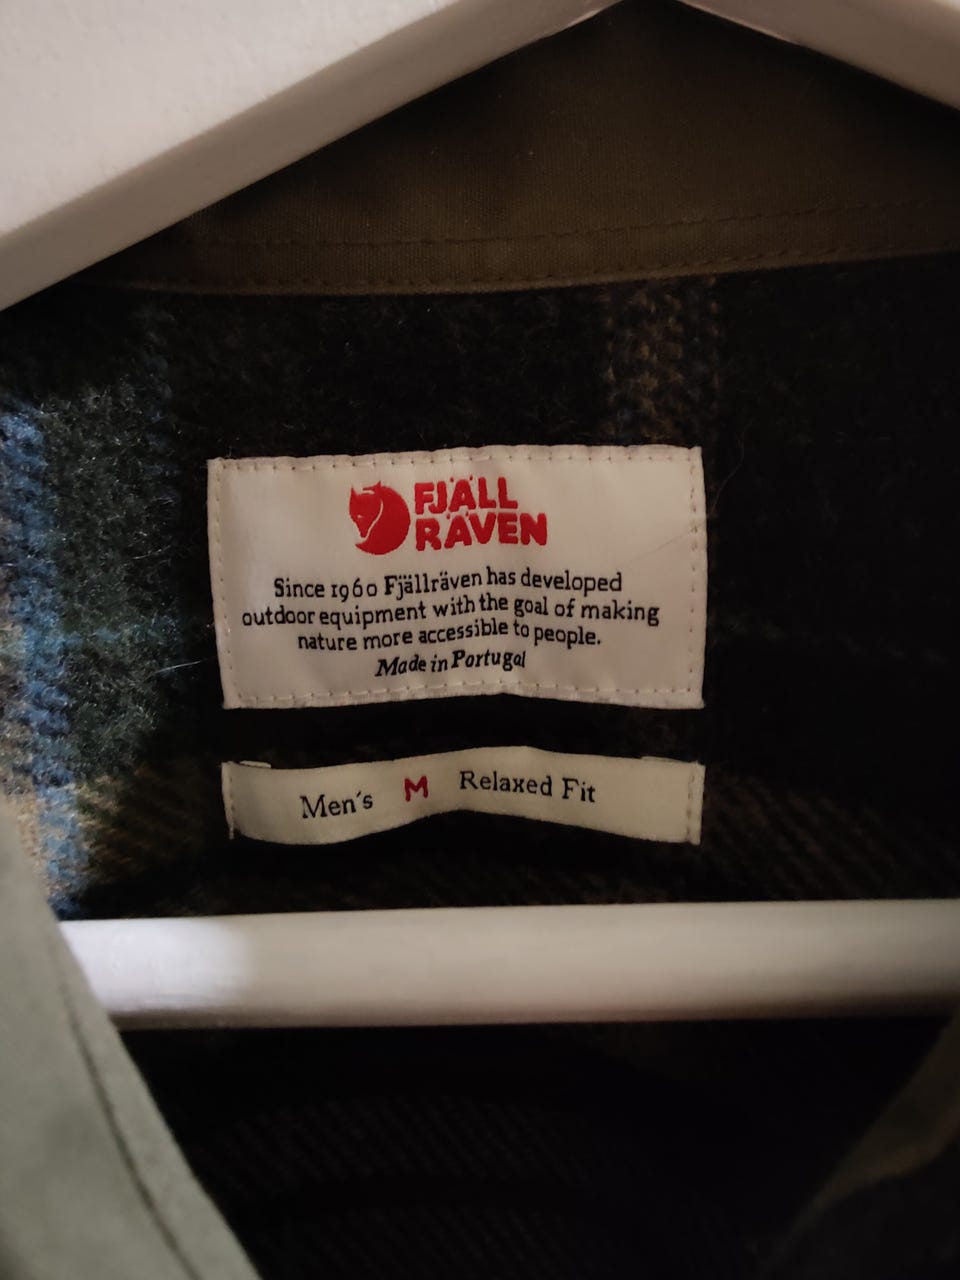 FJÄLL
RÄVEN
Since 1960 Fjällräven has developed
outdoor equipment with the goal of making
nature more accessible to people.
Made in Portugal
Men´s M Relaxed Fit